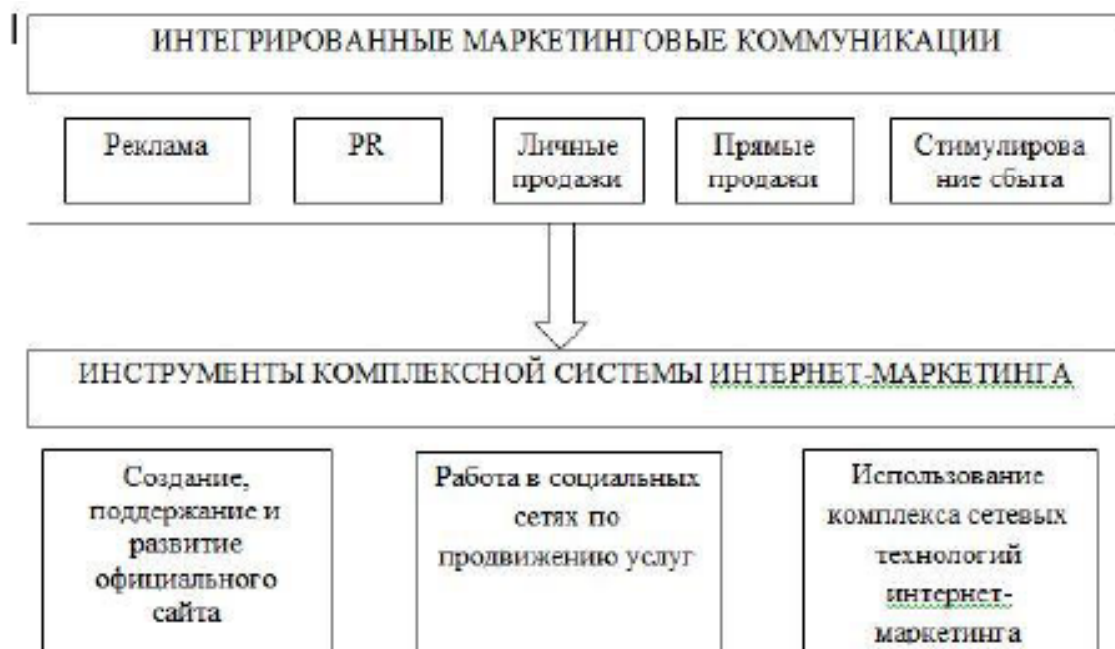 ИНТЕГРИРОВАННЫЕ МАРКЕТИНГОВЫЕ КОММУНИКАЦИИ
Реклама
PR
Личные
продажи
Прямые
продажи
Стимулирова
ние сбыта
ИНСТРУМЕНТЫ КОМПЛЕКСНОЙ СИСТЕМЫ ИНТЕРНЕТ-МАРКЕТИНГА
Создание,
поддержание и
развитие
официального
сайта
Работа в социальных
сетях по
продвижению услуг
Использование
комплекса сетевых
технологий
интернет-
маркетинга